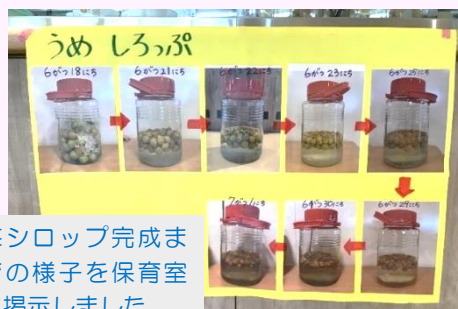 うめ しろっぷ
6がつ18にち
6がつ21にち
6がつ22にち
6がつ23にち
6がつ25にち
6がつ29にち
6がつ30にち
7がつ1にち
シロップ完成ま
の様子を保育室
掲示しました